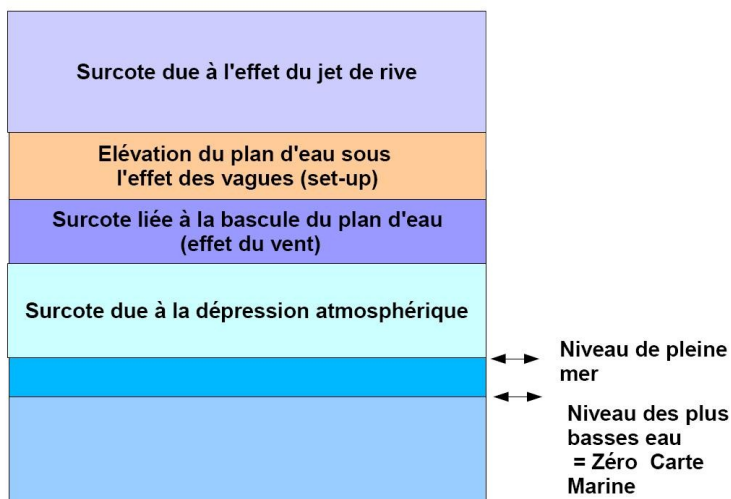 Surcote due à l'effet du jet de rive
Elévation du plan d'eau sous
l'effet des vagues (set-up)
Surcote liée à la bascule du plan d'eau
(effet du vent)
Surcote due à la dépression atmosphérique
Niveau de pleine
mer
Niveau des plus
basses eau
= Zéro Carte
Marine